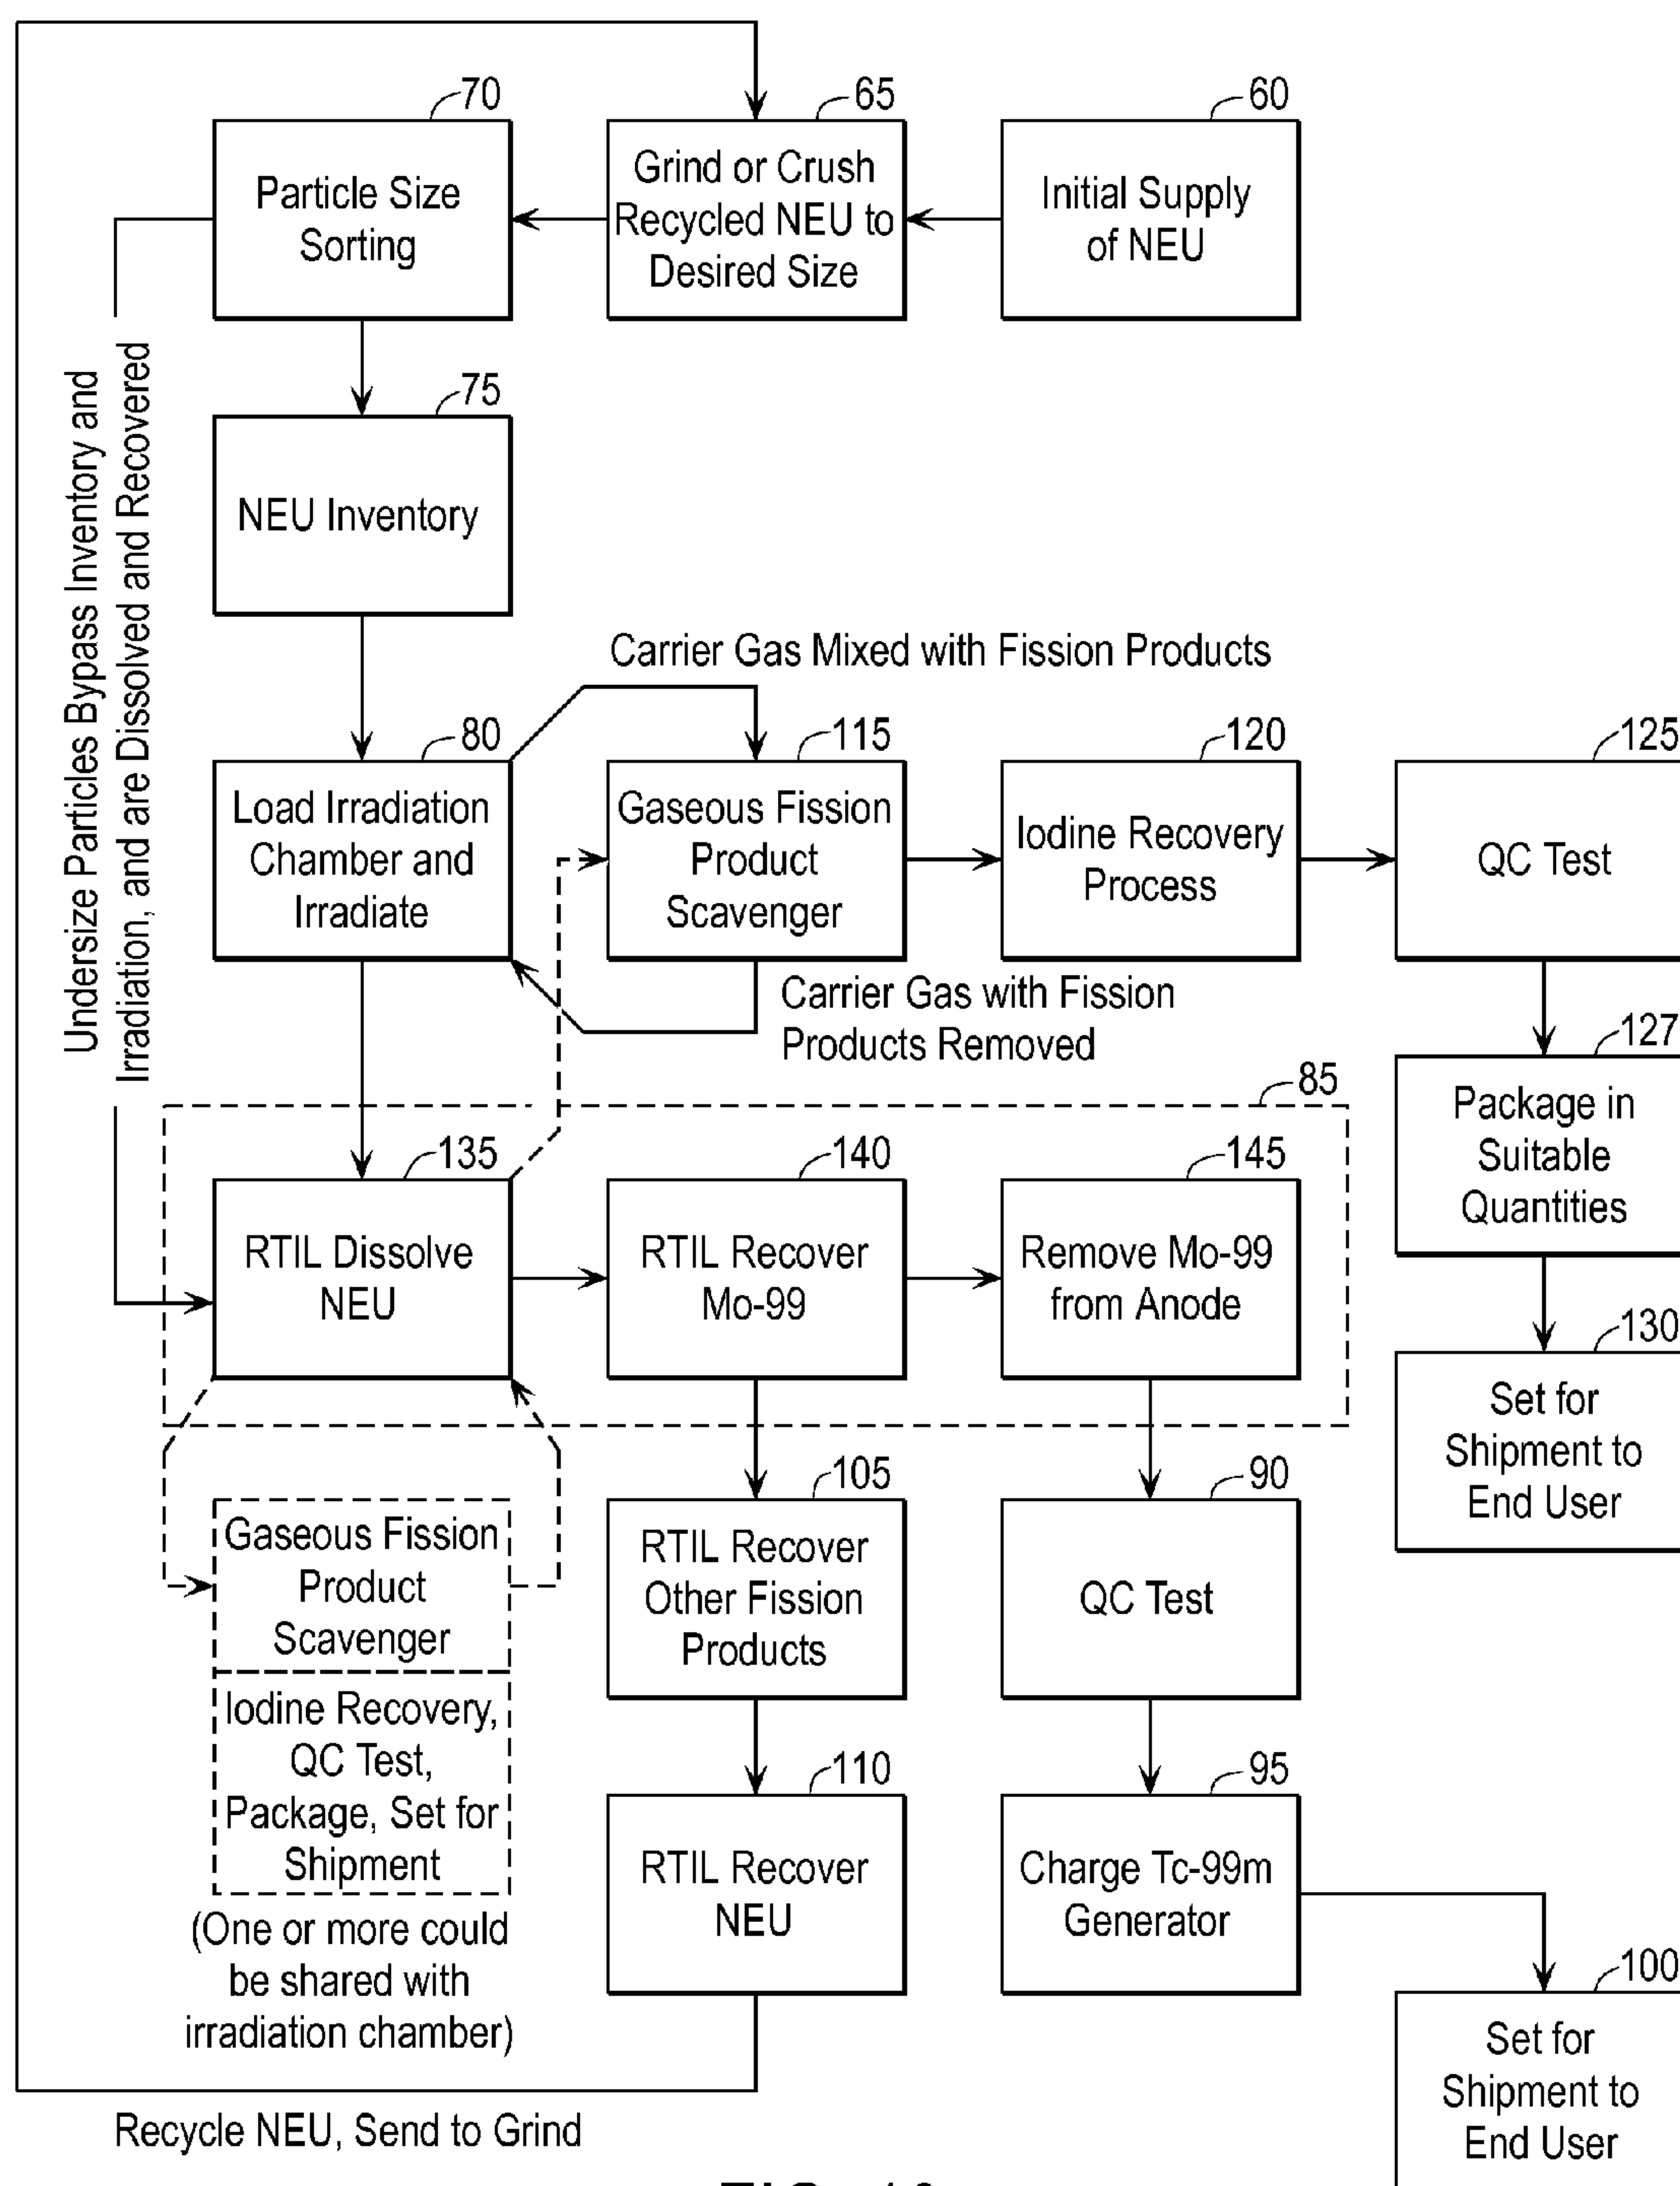 70
65
60
Particle Size
Sorting
Grind or Crush
Recycled NEU to
Desired Size
Initial Supply
of NEU
75
NEU Inventory
Undersize Particles Bypass Inventory and
Irradiation, and are Dissolved and Recovered
Carrier Gas Mixed with Fission Products
80
115
120
125
Load Irradiation
Chamber and
Irradiate
Gaseous Fission
Product
Scavenger
Iodine Recovery
Process
QC Test
Carrier Gas with Fission
Products Removed
127
Package in
Suitable
Quantities
85
135
140
145
RTIL Dissolve
NEU
RTIL Recover
Mo-99
Remove Mo-99
from Anode
130
Set for
Shipment to
End User
105
90
Gaseous Fission
Product
Scavenger
RTIL Recover
Other Fission
Products
QC Test
Iodine Recovery,
QC Test,
Package, Set for
Shipment
(One or more could
be shared with
irradiation chamber)
110
95
RTIL Recover
NEU
Charge Tc-99m
Generator
100
Set for
Shipment to
End User
Recycle NEU, Send to Grind